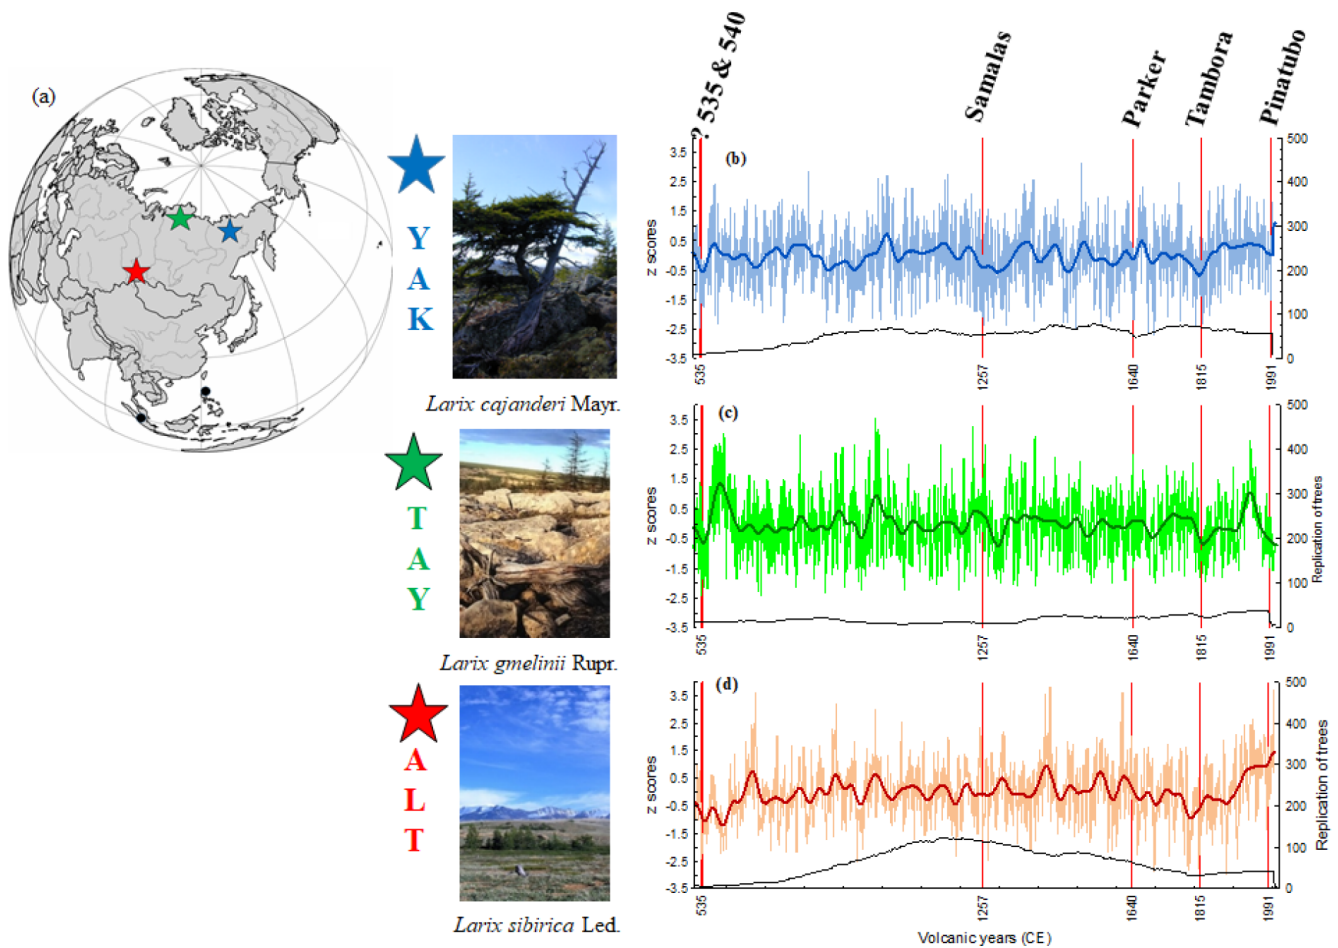 ? 535 & 540
Samalas
Parker
Tambora
Pinatubo
(a)
Y
A
K
Larix cajanderi Mayr.
T
A
Y
Larix gmelinii Rupr.
A
L
T
Larix sibirica Led.
(b)
z scores
3.5
2.5
1.5
0.5
-0.5
-1.5
-2.5
-3.5
500
400
300
200
100
0
535
1257
1640
1815
1991
(c)
z scores
3.5
2.5
1.5
0.5
-0.5
-1.5
-2.5
-3.5
500
400
300
200
100
0
Replication of trees
535
1257
1640
1815
1991
(d)
z scores
3.5
2.5
1.5
0.5
-0.5
-1.5
-2.5
-3.5
500
400
300
200
100
0
Replication of trees
535
1257
1640
1815
1991
Volcanic years (CE)